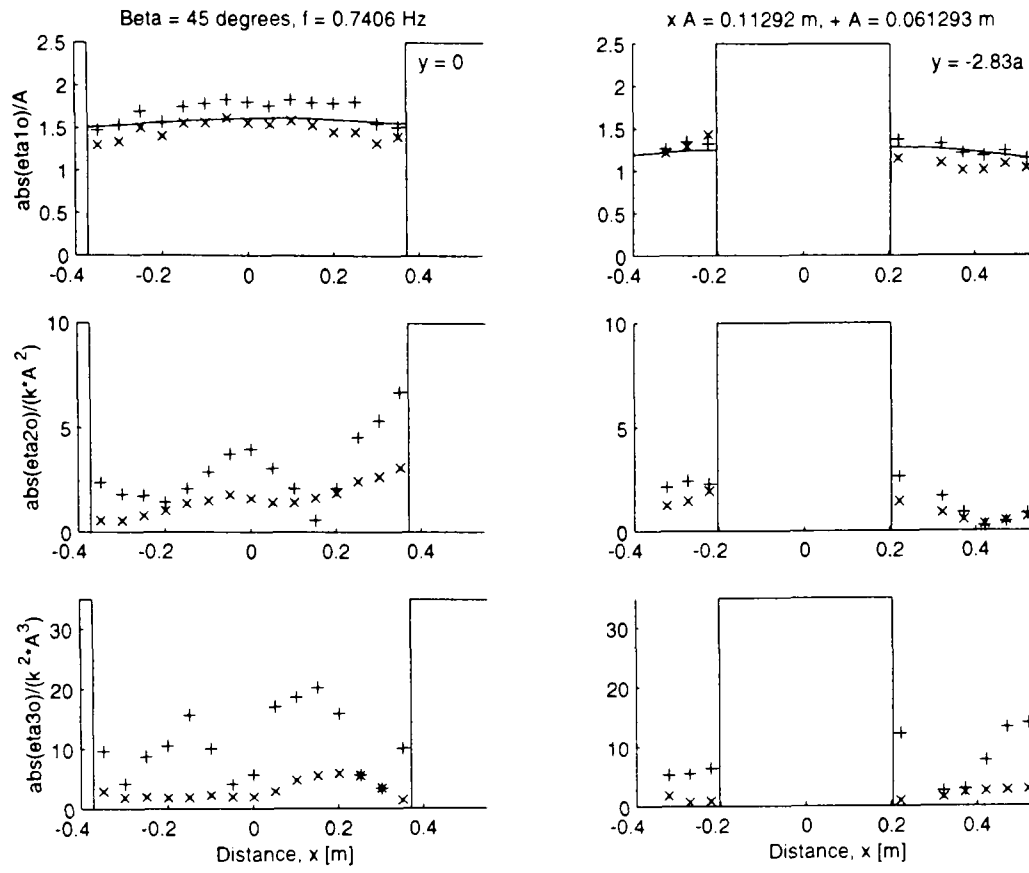 Beta = 45 degrees, f = 0.7406 Hz
x A = 0.11292 m, + A = 0.061293 m
abs(eta1o)/A
2.5
2
1.5
1
0.5
0
y = 0
-0.4 -0.2 0 0.2 0.4
2.5
2
1.5
1
0.5
0
y = -2.83a
-0.4 -0.2 0 0.2 0.4
abs(eta2o)/(k*A^2)
10
5
0
-0.4 -0.2 0 0.2 0.4
10
5
0
-0.4 -0.2 0 0.2 0.4
abs(eta3o)/(k^2*A^3)
30
20
10
0
-0.4 -0.2 0 0.2 0.4
Distance, x [m]
30
20
10
0
-0.4 -0.2 0 0.2 0.4
Distance, x [m]